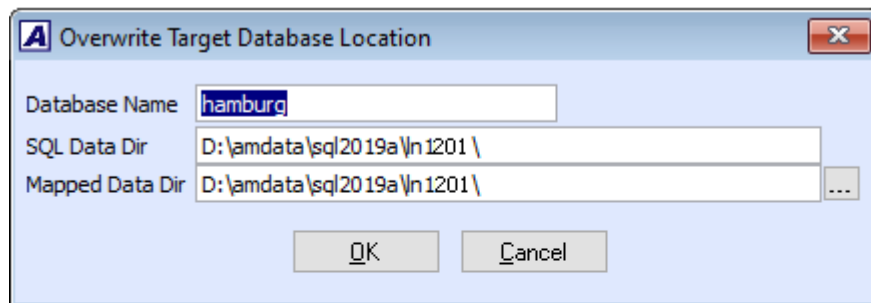 A Overwrite Target Database Location
Database Name hamburg
SQL Data Dir D:\amdata\sql2019a\ln1201\
Mapped Data Dir D:\amdata\sql2019a\ln1201\ ...
OK Cancel